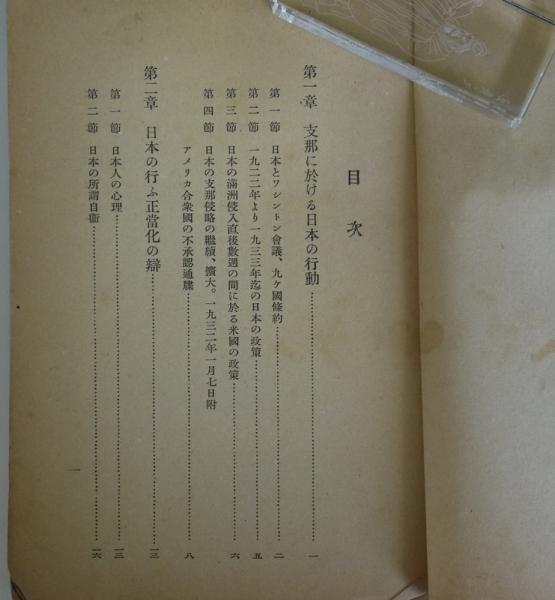 目次
第一章 支那に於ける日本の行動……一
第一節 日本とワシントン會議、九ケ國條約……二
第二節 一九二二年より一九三三年迄の日本の政策……五
第三節 日本の滿洲侵入直後數週の間に於る米國の政策……六
第四節 日本の支那侵略の繼續、擴大。一九三二年一月七日附
アメリカ合衆國の不承認通牒……八
第二章 日本の行ふ正當化の辯……一三
第一節 日本人の心理……一三
第二節 日本の所謂自衞……一六
一